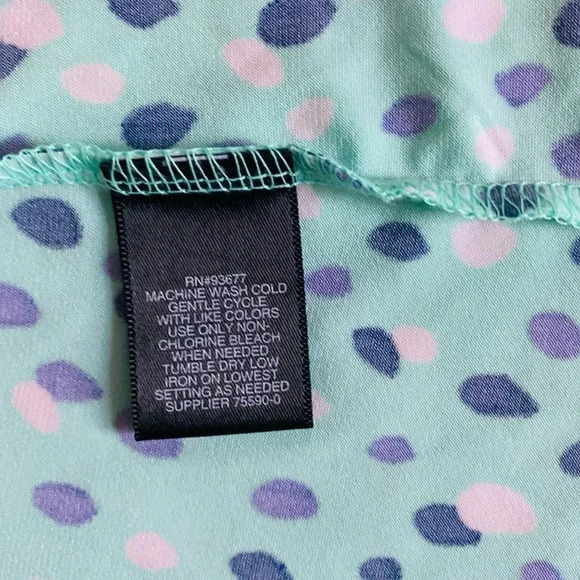 RN#93677
MACHINE WASH COLD
GENTLE CYCLE
WITH LIKE COLORS
USE ONLY NON-
CHLORINE BLEACH
WHEN NEEDED
TUMBLE DRY LOW
IRON ON LOWEST
SETTING AS NEEDED
SUPPLIER 75590-0